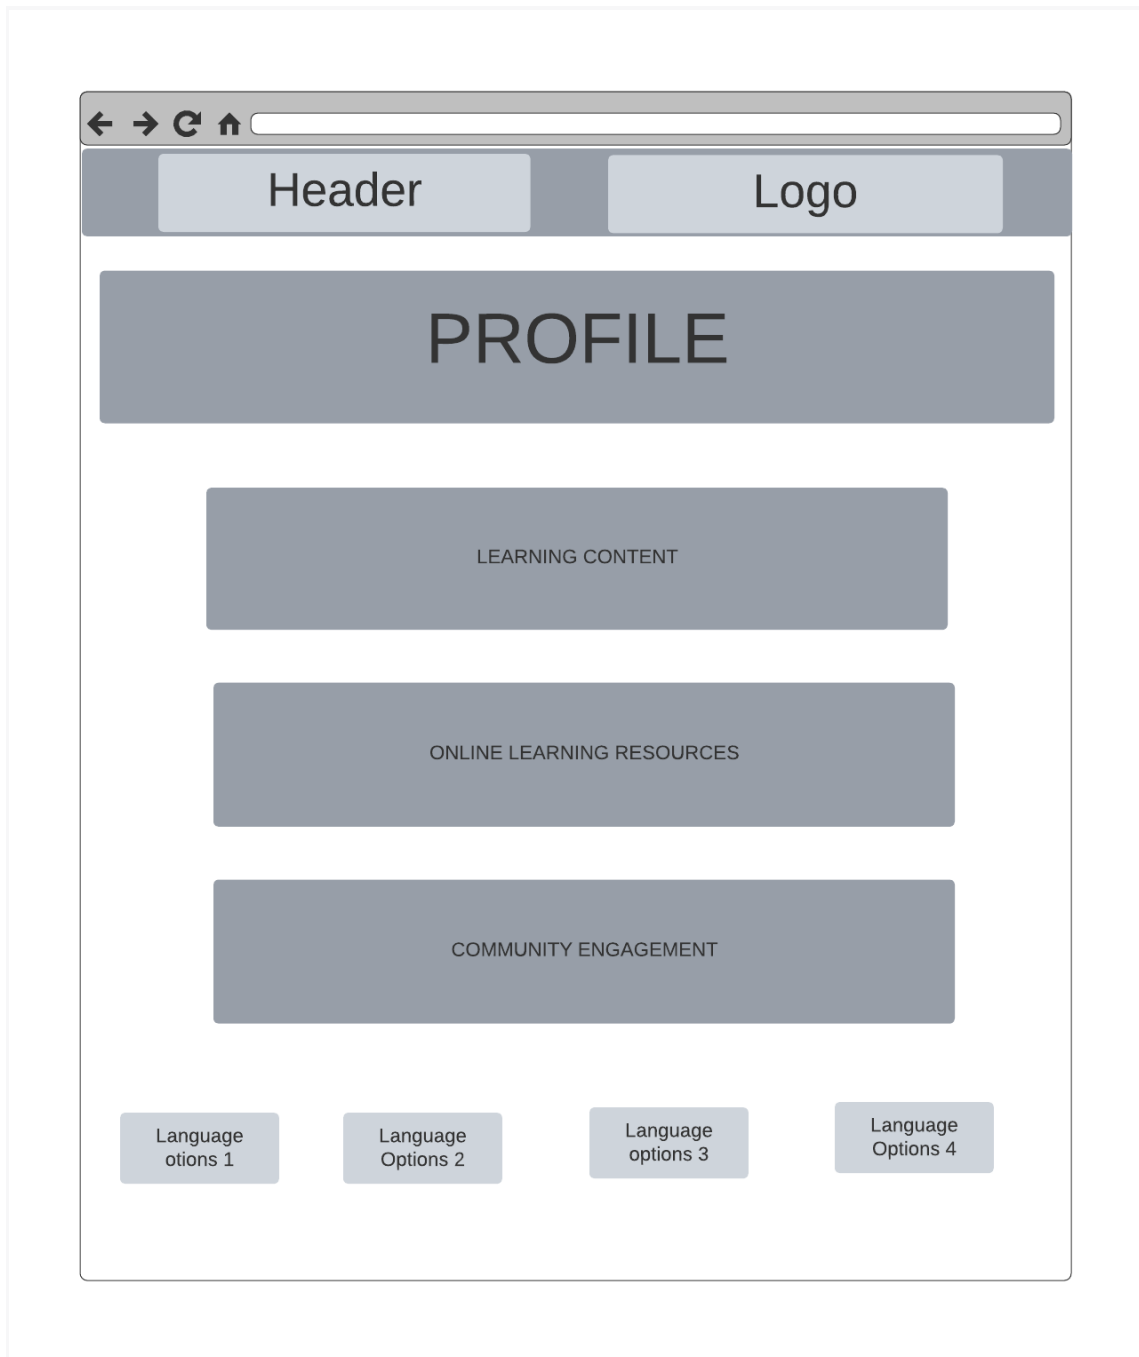 Header
Logo
PROFILE
LEARNING CONTENT
ONLINE LEARNING RESOURCES
COMMUNITY ENGAGEMENT
Language
otions 1
Language
Options 2
Language
options 3
Language
Options 4